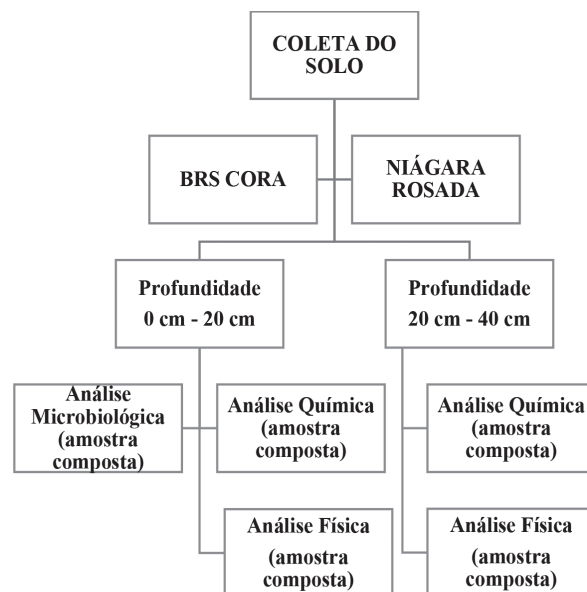 COLETA DO
SOLO
BRS CORA
NIÁGARA
ROSADA
Profundidade
0 cm - 20 cm
Profundidade
20 cm - 40 cm
Análise
Microbiológica
(amostra
composta)
Análise Química
(amostra
composta)
Análise Química
(amostra
composta)
Análise Física
(amostra
composta)
Análise Física
(amostra
composta)